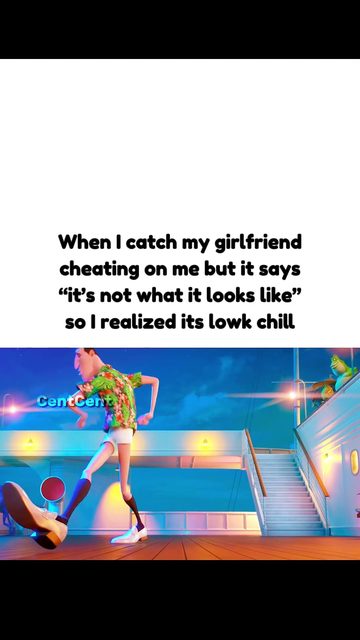 When I catch my girlfriend
cheating on me but it says
“it’s not what it looks like”
so I realized its lowk chill
CentCent